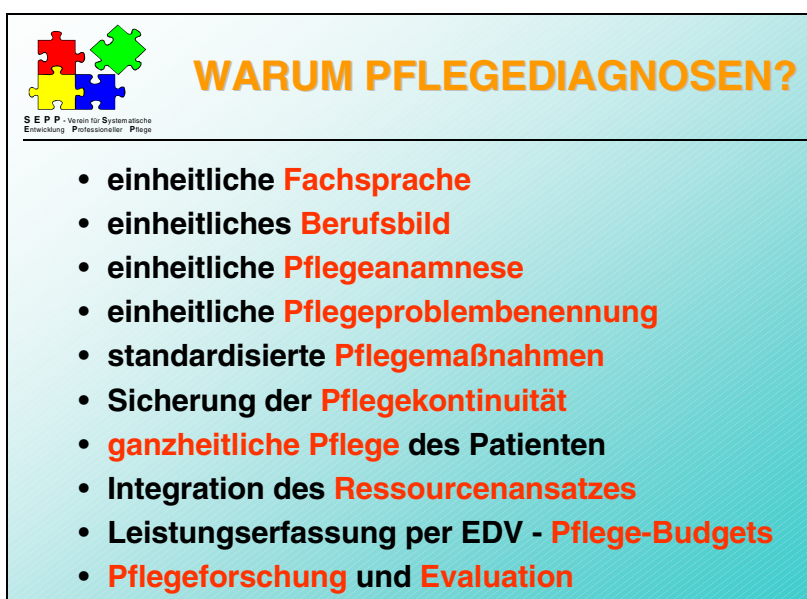 WARUM PFLEGEDIAGNOSEN?
S E P P - Verein für Systematische
Entwicklung Professioneller Pflege
• einheitliche Fachsprache
• einheitliches Berufsbild
• einheitliche Pflegeanamnese
• einheitliche Pflegeproblembenennung
• standardisierte Pflegemaßnahmen
• Sicherung der Pflegekontinuität
• ganzheitliche Pflege des Patienten
• Integration des Ressourcenansatzes
• Leistungserfassung per EDV - Pflege-Budgets
• Pflegeforschung und Evaluation